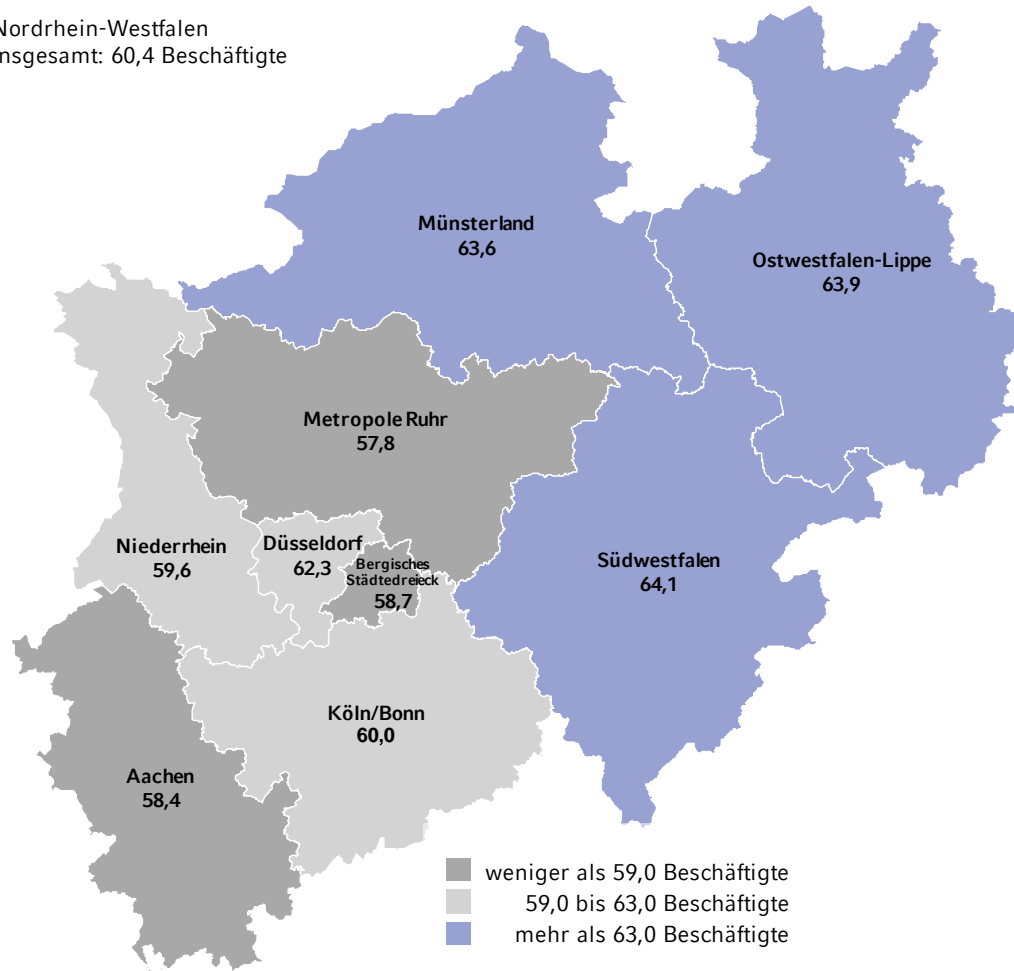 Nordrhein-Westfalen
insgesamt: 60,4 Beschäftigte
Münsterland
63,6
Ostwestfalen-Lippe
63,9
Metropole Ruhr
57,8
Niederrhein
59,6
Düsseldorf
62,3
Bergisches
Städtedreieck
58,7
Südwestfalen
64,1
Köln/Bonn
60,0
Aachen
58,4
weniger als 59,0 Beschäftigte
59,0 bis 63,0 Beschäftigte
mehr als 63,0 Beschäftigte